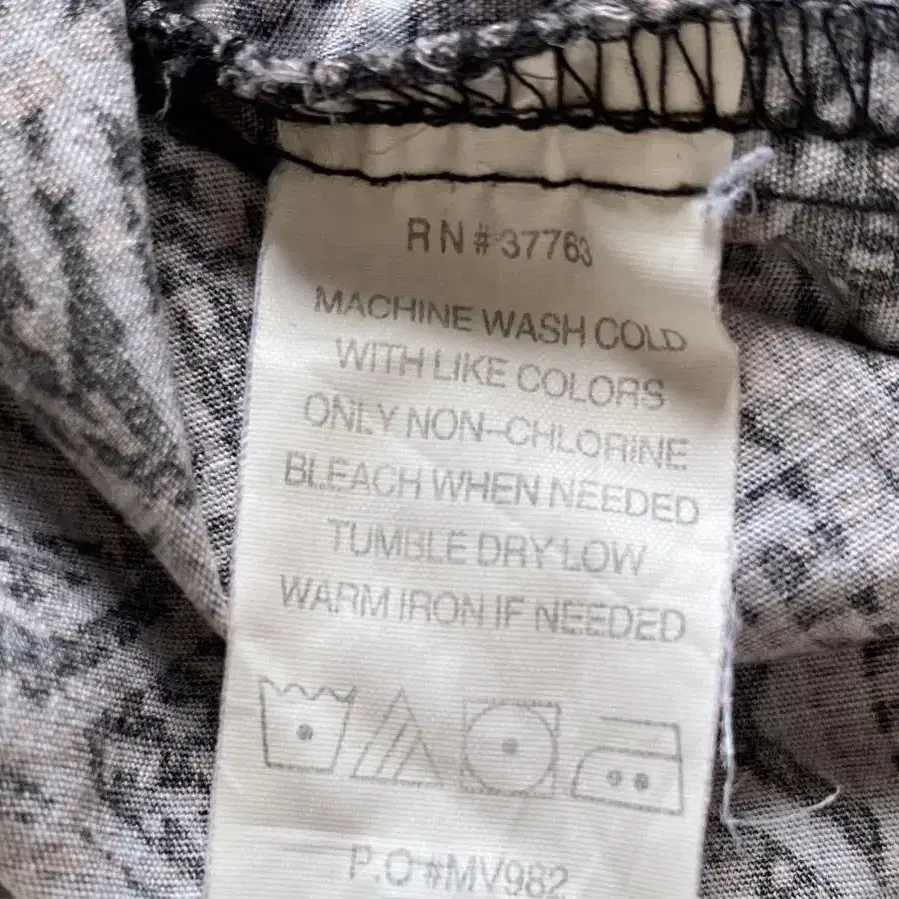 RN#37763
MACHINE WASH COLD
WITH LIKE COLORS
ONLY NON-CHLORINE
BLEACH WHEN NEEDED
TUMBLE DRY LOW
WARM IRON IF NEEDED
P.O#MV982